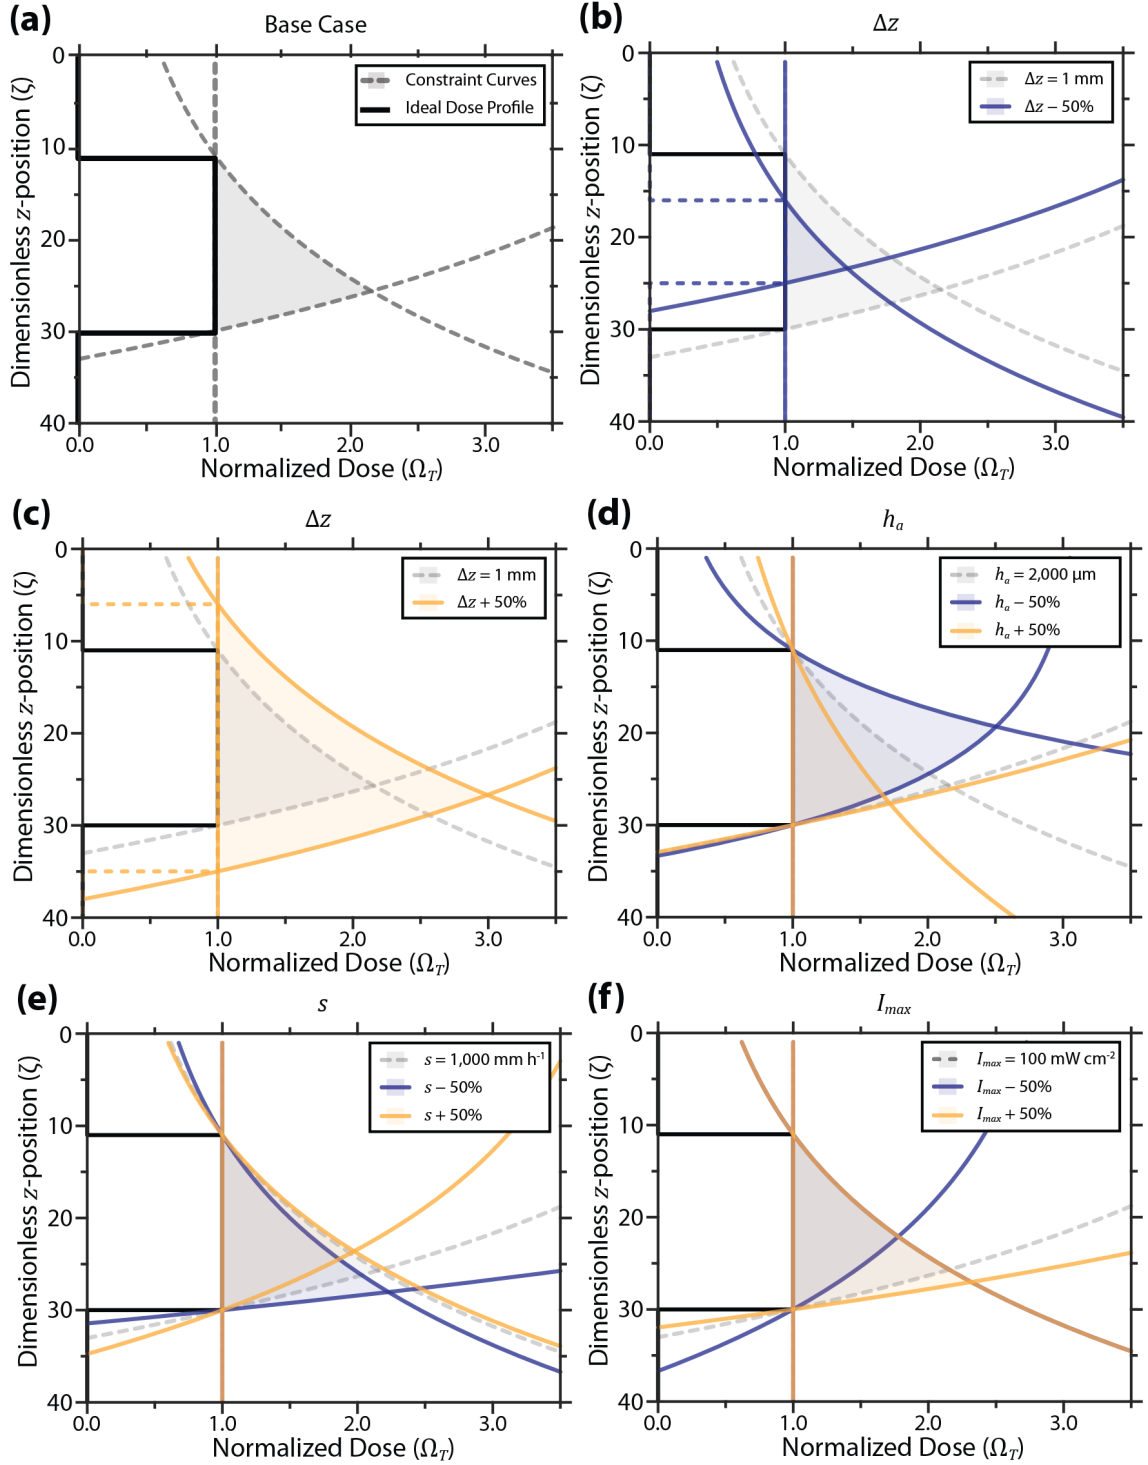 (a)
Base Case
0
10
20
30
40
0.0
1.0
2.0
3.0
Dimensionless z-position (ζ)
Normalized Dose (Ω_T)
Constraint Curves
Ideal Dose Profile
(b)
Δz
0
10
20
30
40
0.0
1.0
2.0
3.0
Dimensionless z-position (ζ)
Normalized Dose (Ω_T)
Δz = 1 mm
Δz − 50%
(c)
Δz
0
10
20
30
40
0.0
1.0
2.0
3.0
Dimensionless z-position (ζ)
Normalized Dose (Ω_T)
Δz = 1 mm
Δz + 50%
(d)
h_a
0
10
20
30
40
0.0
1.0
2.0
3.0
Dimensionless z-position (ζ)
Normalized Dose (Ω_T)
h_a = 2,000 µm
h_a − 50%
h_a + 50%
(e)
s
0
10
20
30
40
0.0
1.0
2.0
3.0
Dimensionless z-position (ζ)
Normalized Dose (Ω_T)
s = 1,000 mm h⁻¹
s − 50%
s + 50%
(f)
I_max
0
10
20
30
40
0.0
1.0
2.0
3.0
Dimensionless z-position (ζ)
Normalized Dose (Ω_T)
I_max = 100 mW cm⁻²
I_max − 50%
I_max + 50%